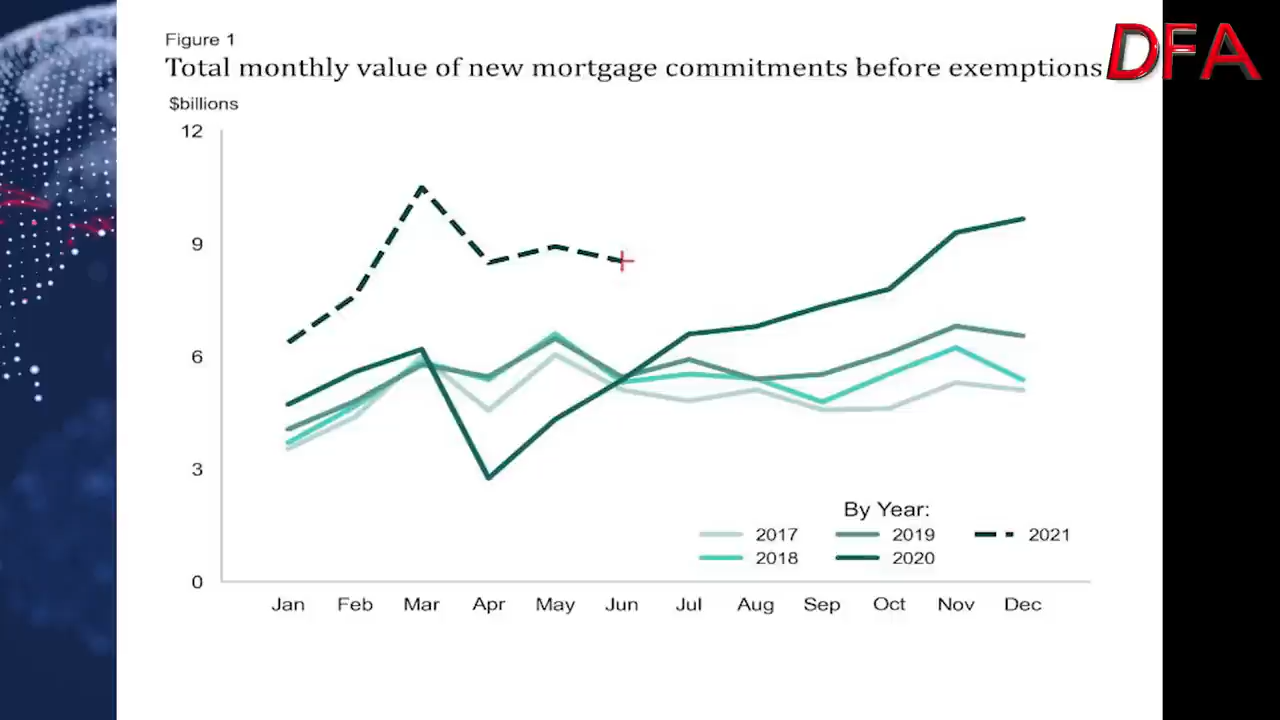 Figure 1
Total monthly value of new mortgage commitments before exemptions
DFA
$billions
12
9
6
3
0
Jan Feb Mar Apr May Jun Jul Aug Sep Oct Nov Dec
By Year:
2017 2019 2021
2018 2020